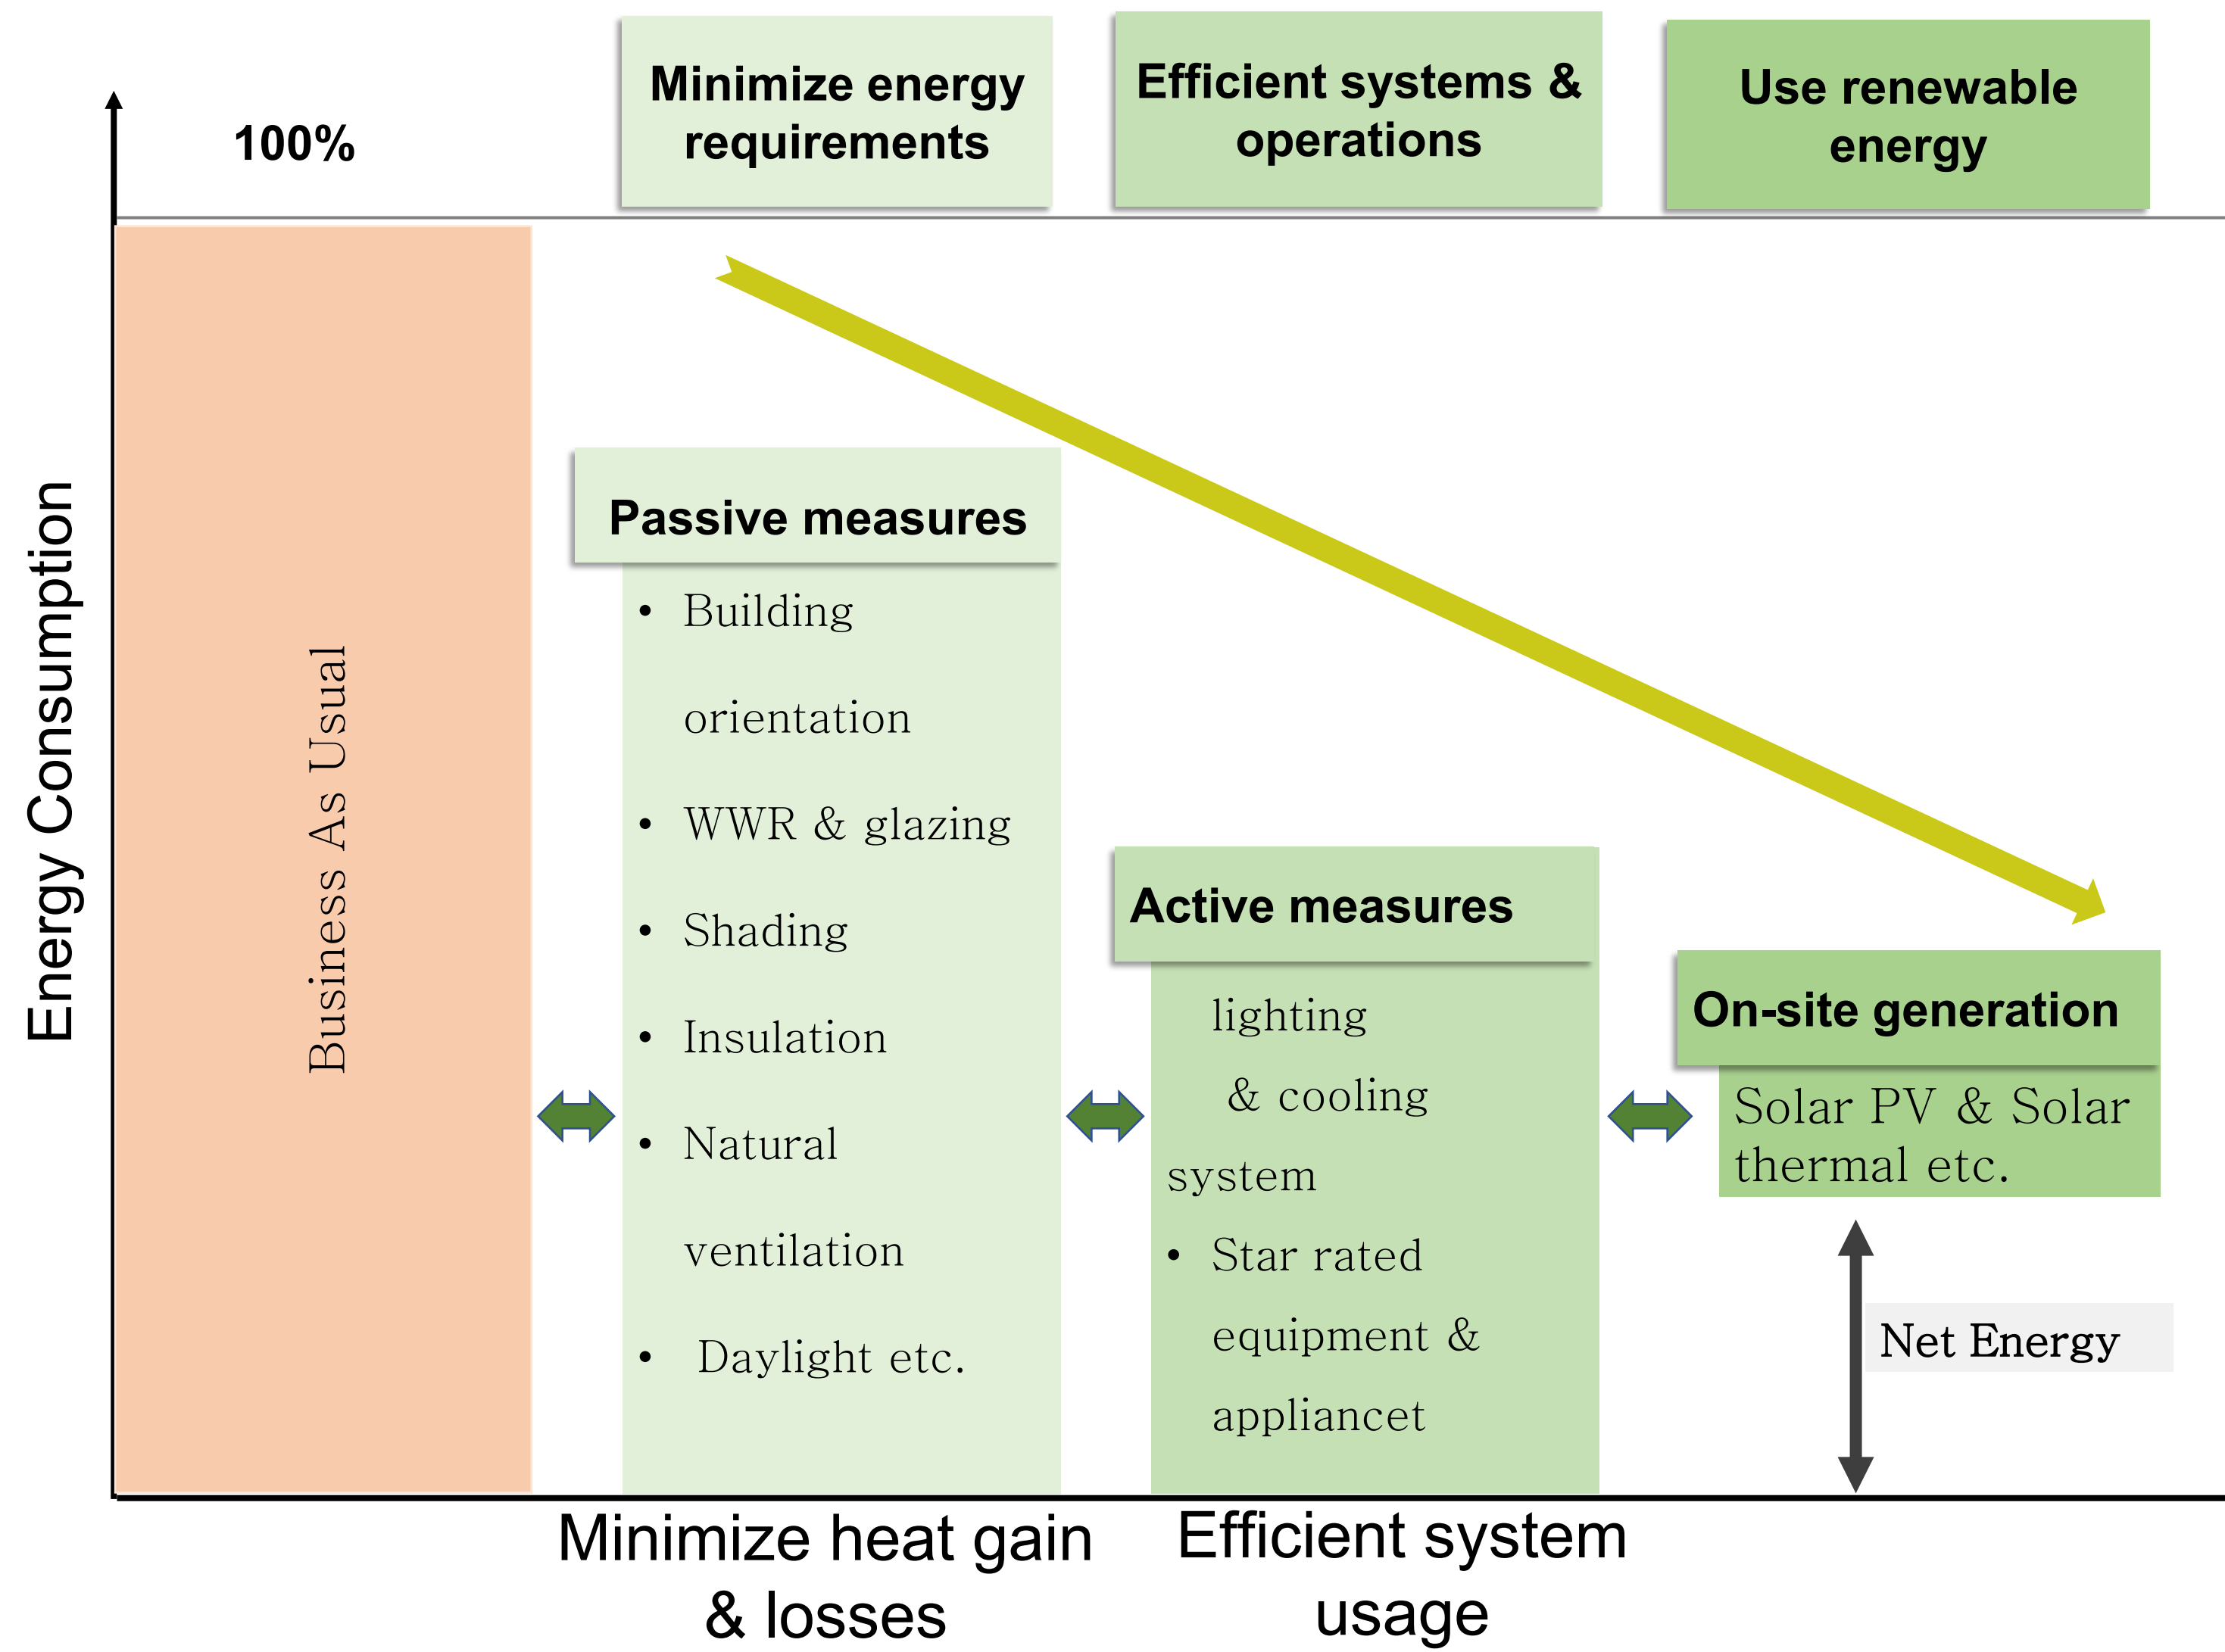 100%
Minimize energy
requirements
Efficient systems &
operations
Use renewable
energy
Energy Consumption
Business As Usual
Passive measures
• Building
orientation
• WWR & glazing
• Shading
• Insulation
• Natural
ventilation
• Daylight etc.
Active measures
lighting
& cooling
system
• Star rated
equipment &
appliancet
On-site generation
Solar PV & Solar
thermal etc.
Net Energy
Minimize heat gain
& losses
Efficient system
usage